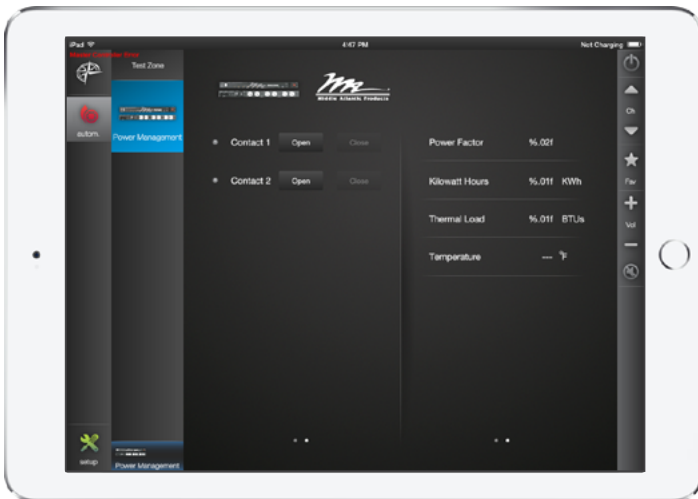 iPad
4:47 PM
Not Charging
Test Zone
Middle Atlantic Products
Ch
autom.
Power Management
Contact 1 Open Close
Power Factor %.02f
Fav
Contact 2 Open Close
Kilowatt Hours %.01f KWh
Vol
Thermal Load %.01f BTUs
Temperature --- °F
setup
Power Management